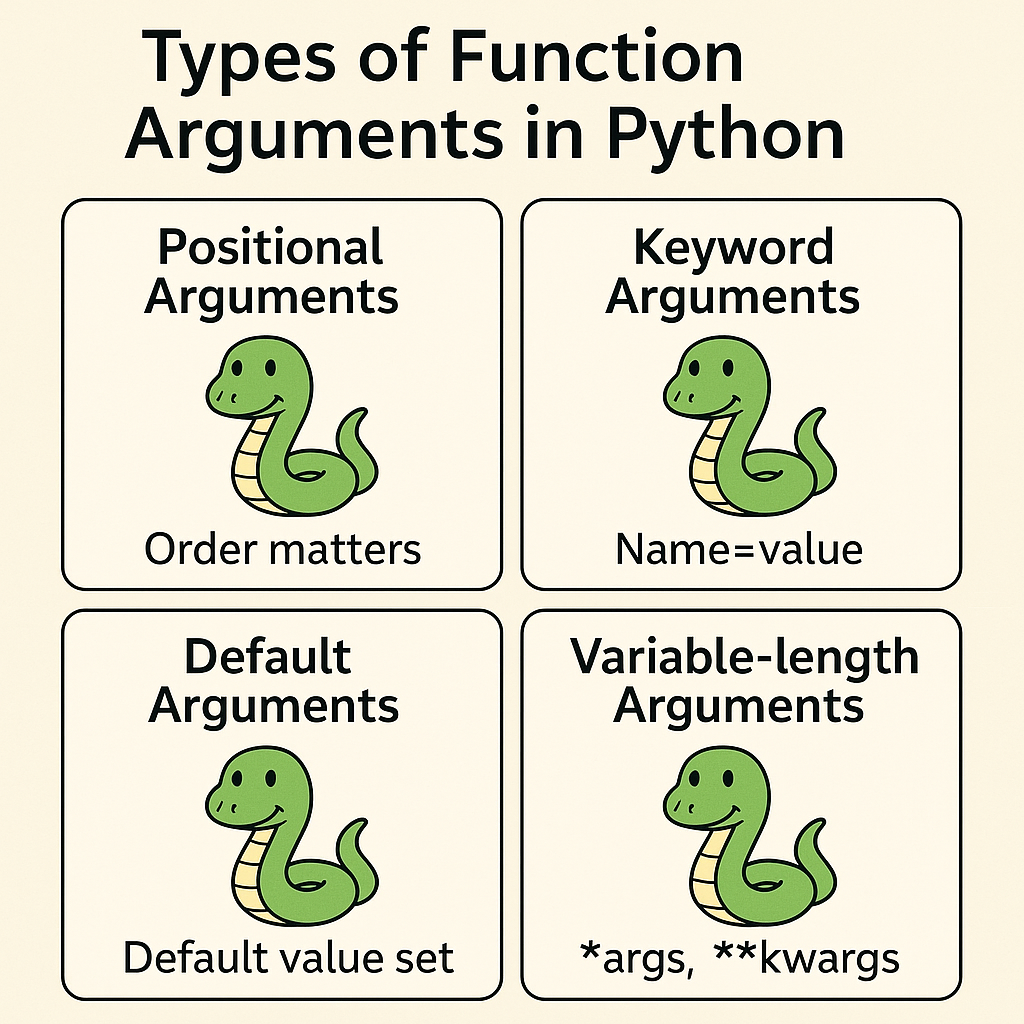 Types of Function
Arguments in Python
Positional
Arguments
Order matters
Keyword
Arguments
Name=value
Default
Arguments
Default value set
Variable-length
Arguments
*args, **kwargs